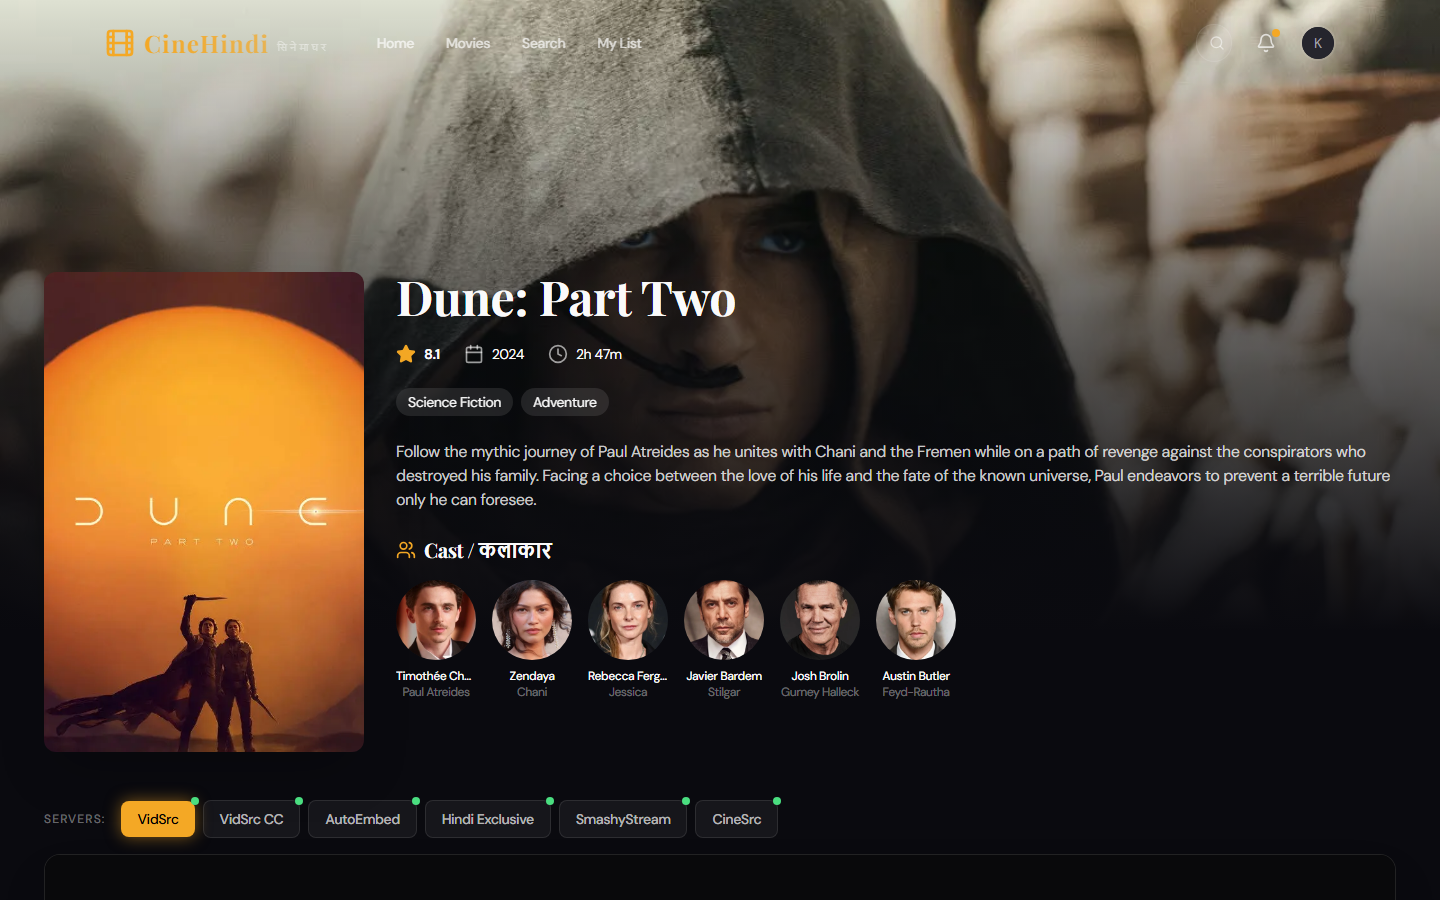 CineHindi सिनेमाघर
Home Movies Search My List
K
Dune: Part Two
8.1 2024 2h 47m
Science Fiction Adventure
Follow the mythic journey of Paul Atreides as he unites with Chani and the Fremen while on a path of revenge against the conspirators who
destroyed his family. Facing a choice between the love of his life and the fate of the known universe, Paul endeavors to prevent a terrible future
only he can foresee.
DUNE
PART TWO
Cast / कलाकार
Timothée Ch... Zendaya Rebecca Ferg... Javier Bardem Josh Brolin Austin Butler
Paul Atreides Chani Jessica Stilgar Gurney Halleck Feyd-Rautha
SERVERS: VidSrc VidSrc CC AutoEmbed Hindi Exclusive SmashyStream CineSrc